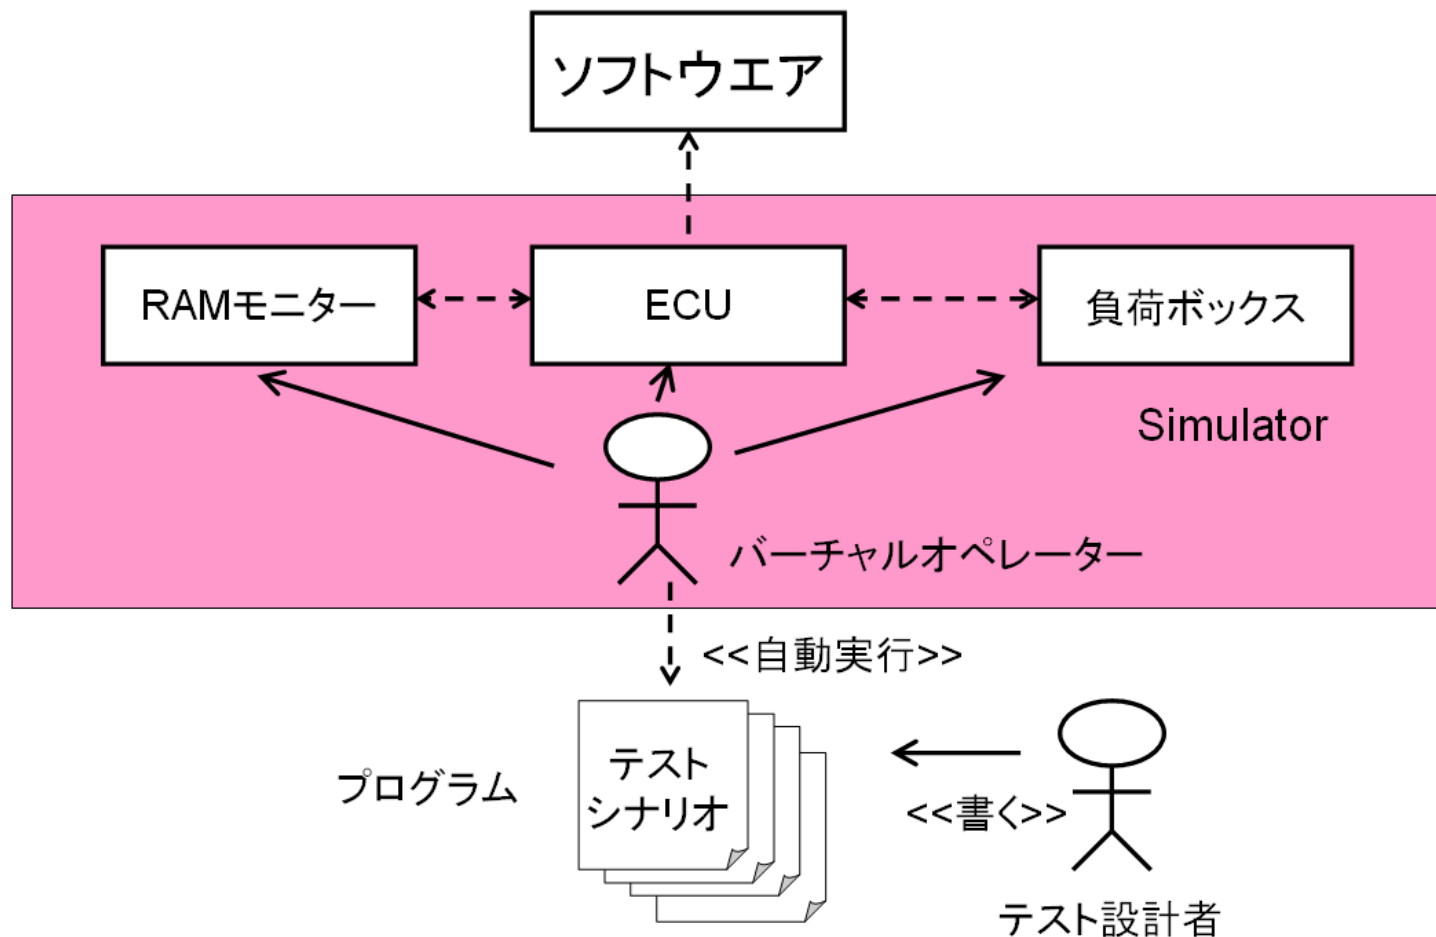 ソフトウエア
RAMモニター
ECU
負荷ボックス
Simulator
バーチャルオペレーター
<<自動実行>>
プログラム
テスト
シナリオ
<<書く>>
テスト設計者